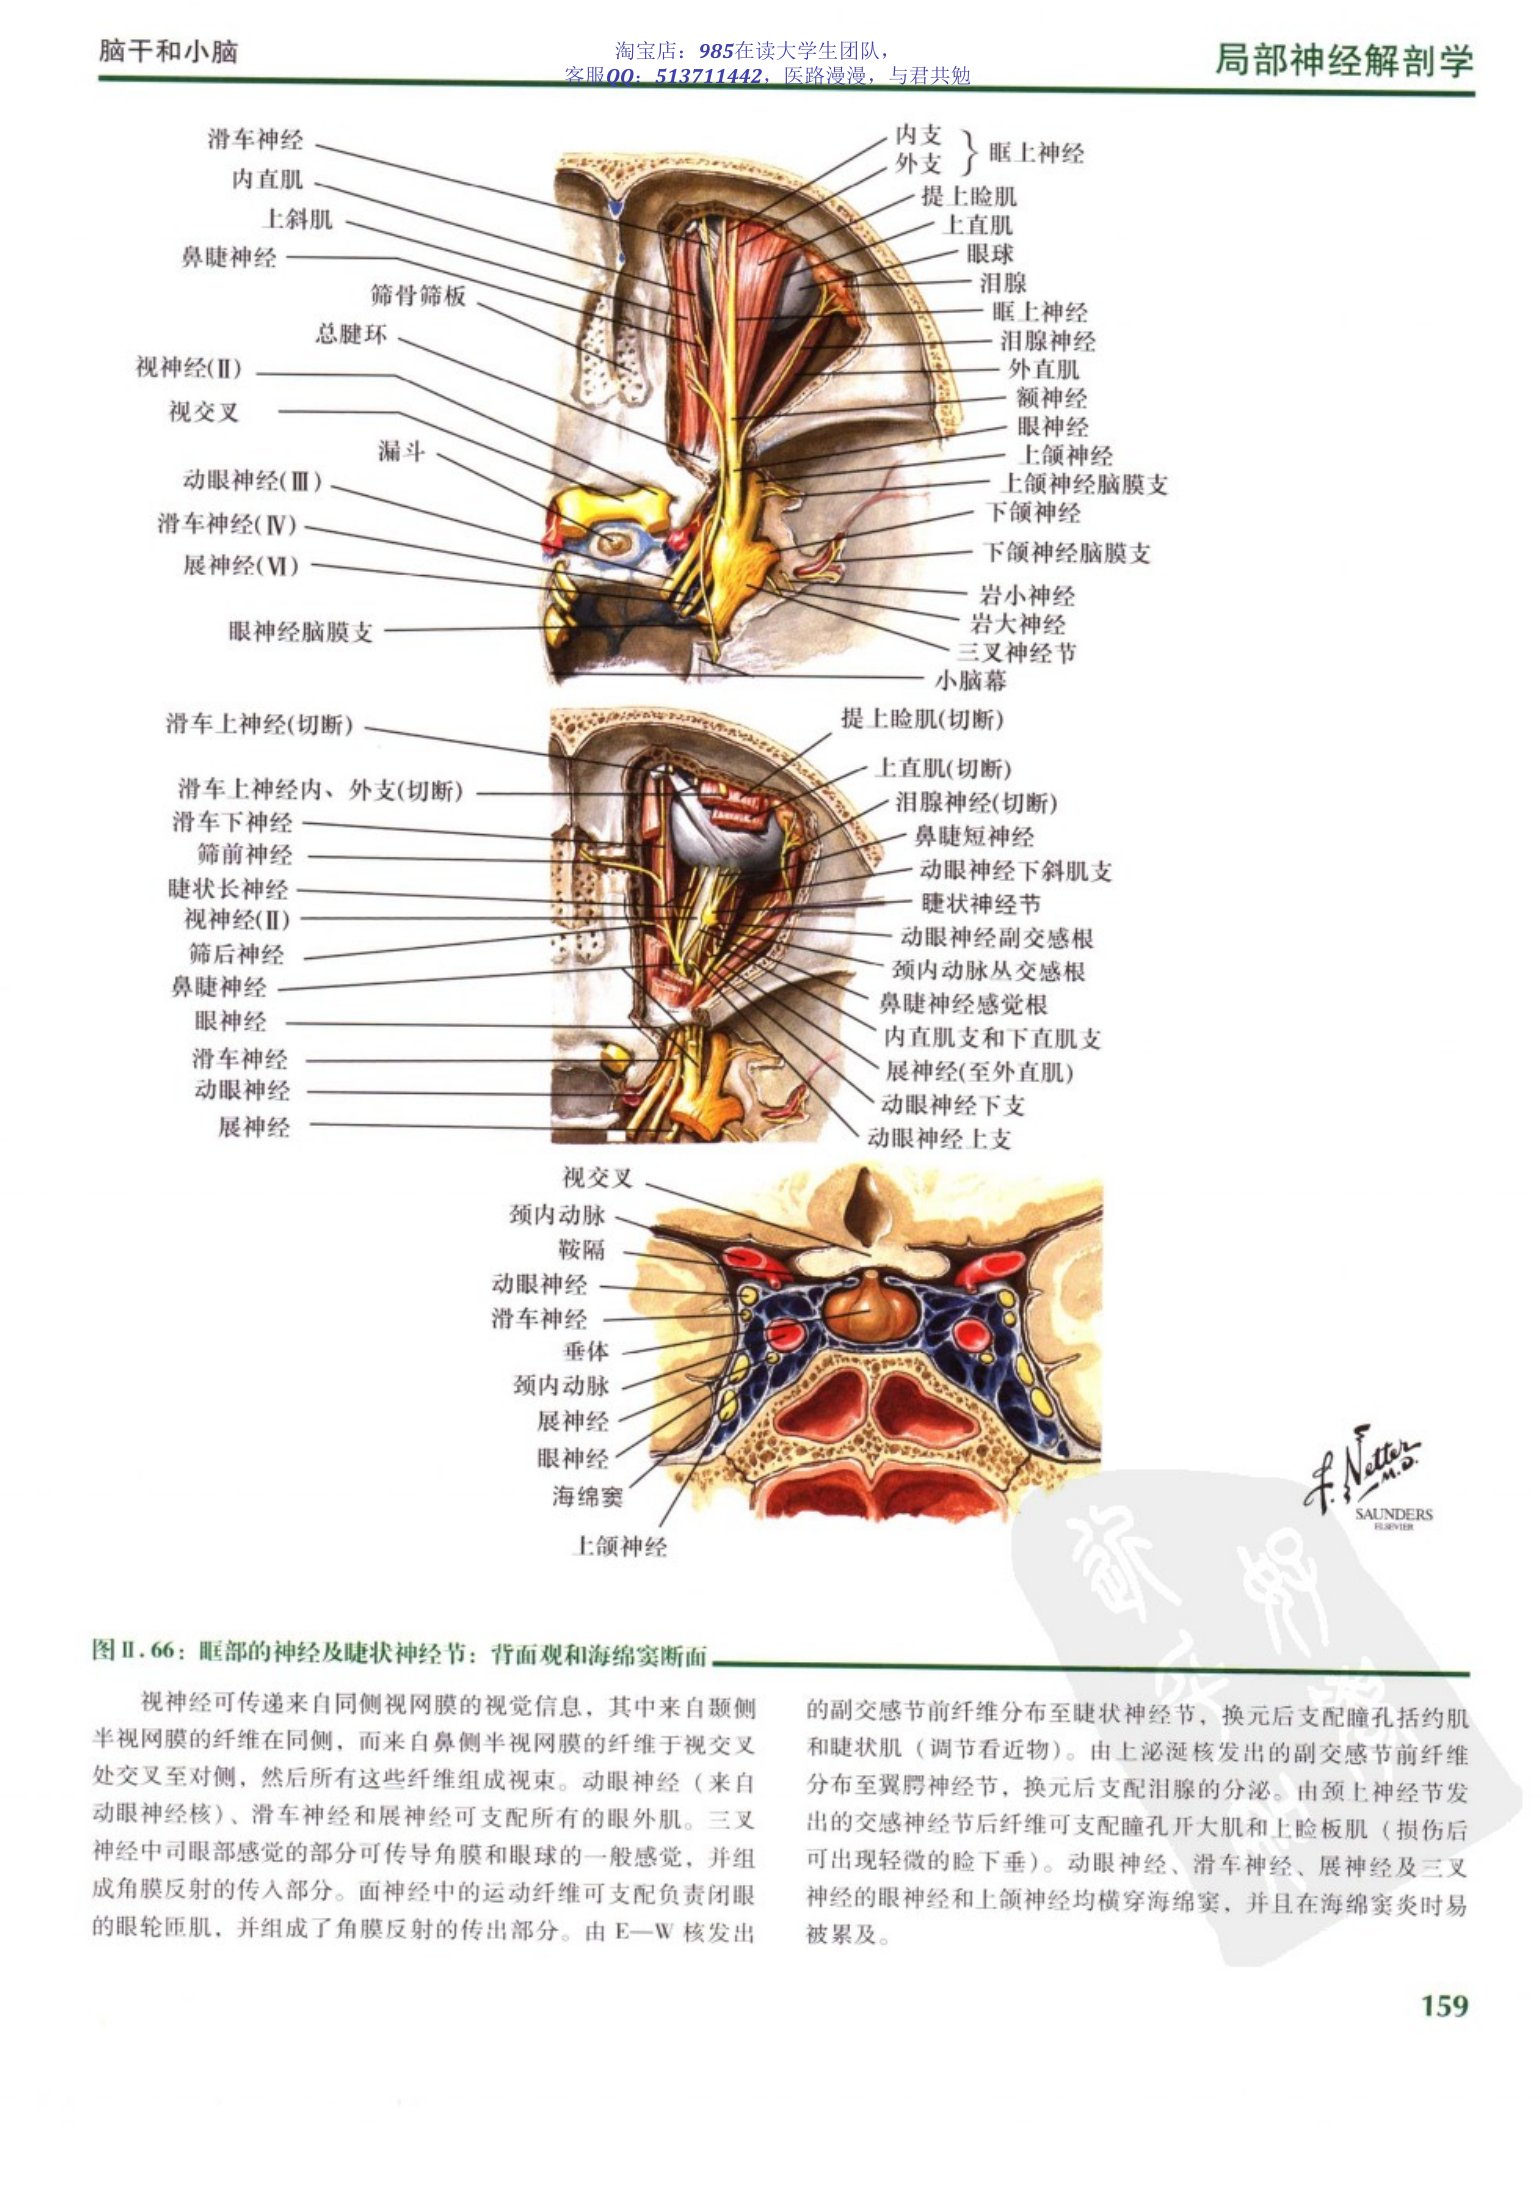 脑干和小脑
淘宝店：985在读大学生团队，
客服QQ：513711442，医路漫漫，与君共勉
局部神经解剖学
滑车神经
内直肌
上斜肌
鼻睫神经
筛骨筛板
总腱环
视神经(Ⅱ)
视交叉
漏斗
动眼神经(Ⅲ)
滑车神经(Ⅳ)
展神经(Ⅵ)
眼神经脑膜支
内支
外支
眶上神经
提上睑肌
上直肌
眼球
泪腺
眶上神经
泪腺神经
外直肌
额神经
眼神经
上颌神经
上颌神经脑膜支
下颌神经
下颌神经脑膜支
岩小神经
岩大神经
三叉神经节
小脑幕
滑车上神经(切断)
滑车上神经内、外支(切断)
滑车下神经
筛前神经
睫状长神经
视神经(Ⅱ)
筛后神经
鼻睫神经
眼神经
滑车神经
动眼神经
展神经
提上睑肌(切断)
上直肌(切断)
泪腺神经(切断)
鼻睫短神经
动眼神经下斜肌支
睫状神经节
动眼神经副交感根
颈内动脉丛交感根
鼻睫神经感觉根
内直肌支和下直肌支
展神经(至外直肌)
动眼神经下支
动眼神经上支
视交叉
颈内动脉
鞍隔
动眼神经
滑车神经
垂体
颈内动脉
展神经
眼神经
海绵窦
上颌神经
F. Netter M.D.
SAUNDERS
ELSEVIER
图Ⅱ.66：眶部的神经及睫状神经节：背面观和海绵窦断面
视神经可传递来自同侧视网膜的视觉信息，其中来自颞侧
半视网膜的纤维在同侧，而来自鼻侧半视网膜的纤维于视交叉
处交叉至对侧，然后所有这些纤维组成视束。动眼神经（来自
动眼神经核）、滑车神经和展神经可支配所有的眼外肌。三叉
神经中司眼部感觉的部分可传导角膜和眼球的一般感觉，并组
成角膜反射的传入部分。面神经中的运动纤维可支配负责闭眼
的眼轮匝肌，并组成了角膜反射的传出部分。由 E—W 核发出
的副交感节前纤维分布至睫状神经节，换元后支配瞳孔括约肌
和睫状肌（调节看近物）。由上泌涎核发出的副交感节前纤维
分布至翼腭神经节，换元后支配泪腺的分泌。由颈上神经节发
出的交感神经节后纤维可支配瞳孔开大肌和上睑板肌（损伤后
可出现轻微的睑下垂）。动眼神经、滑车神经、展神经及三叉
神经的眼神经和上颌神经均横穿海绵窦，并且在海绵窦炎时易
被累及。
159